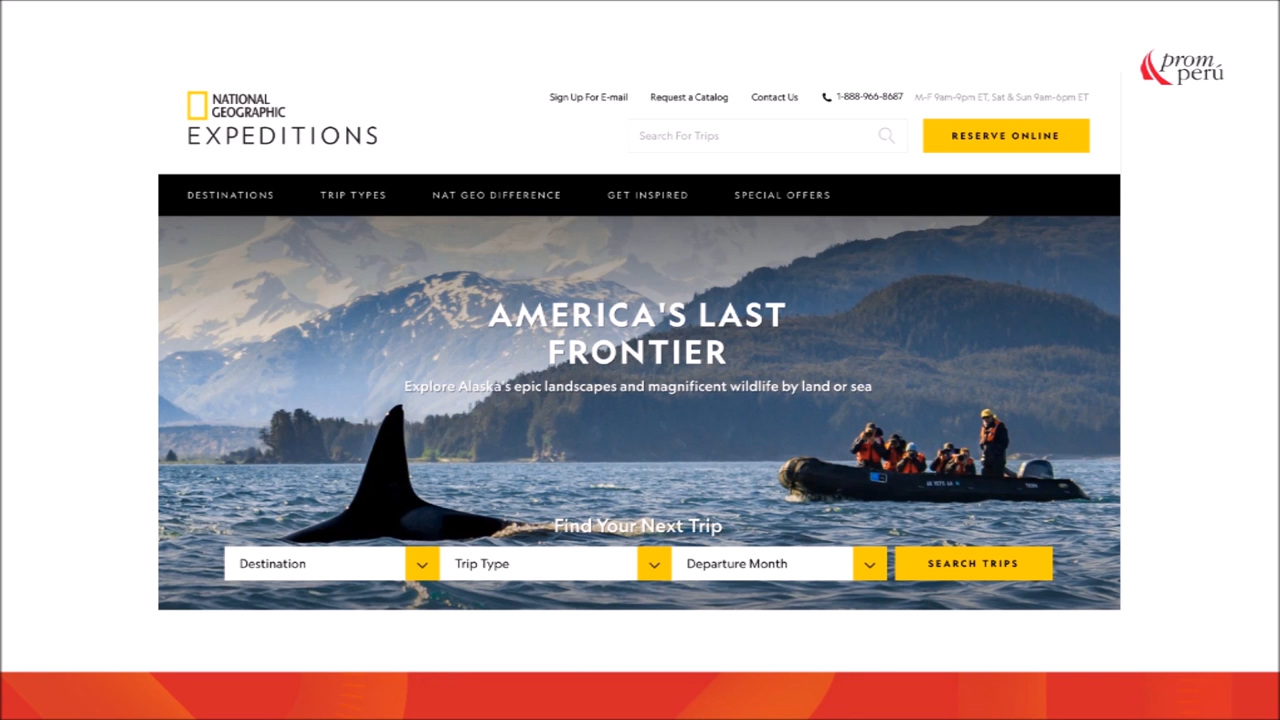 prom
perú
NATIONAL
GEOGRAPHIC
EXPEDITIONS
Sign Up For E-mail
Request a Catalog
Contact Us
1-888-966-8687
M-F 9am-9pm ET, Sat & Sun 9am-6pm ET
Search For Trips
RESERVE ONLINE
DESTINATIONS
TRIP TYPES
NAT GEO DIFFERENCE
GET INSPIRED
SPECIAL OFFERS
AMERICA'S LAST
FRONTIER
Explore Alaska's epic landscapes and magnificent wildlife by land or sea
Find Your Next Trip
Destination
Trip Type
Departure Month
SEARCH TRIPS